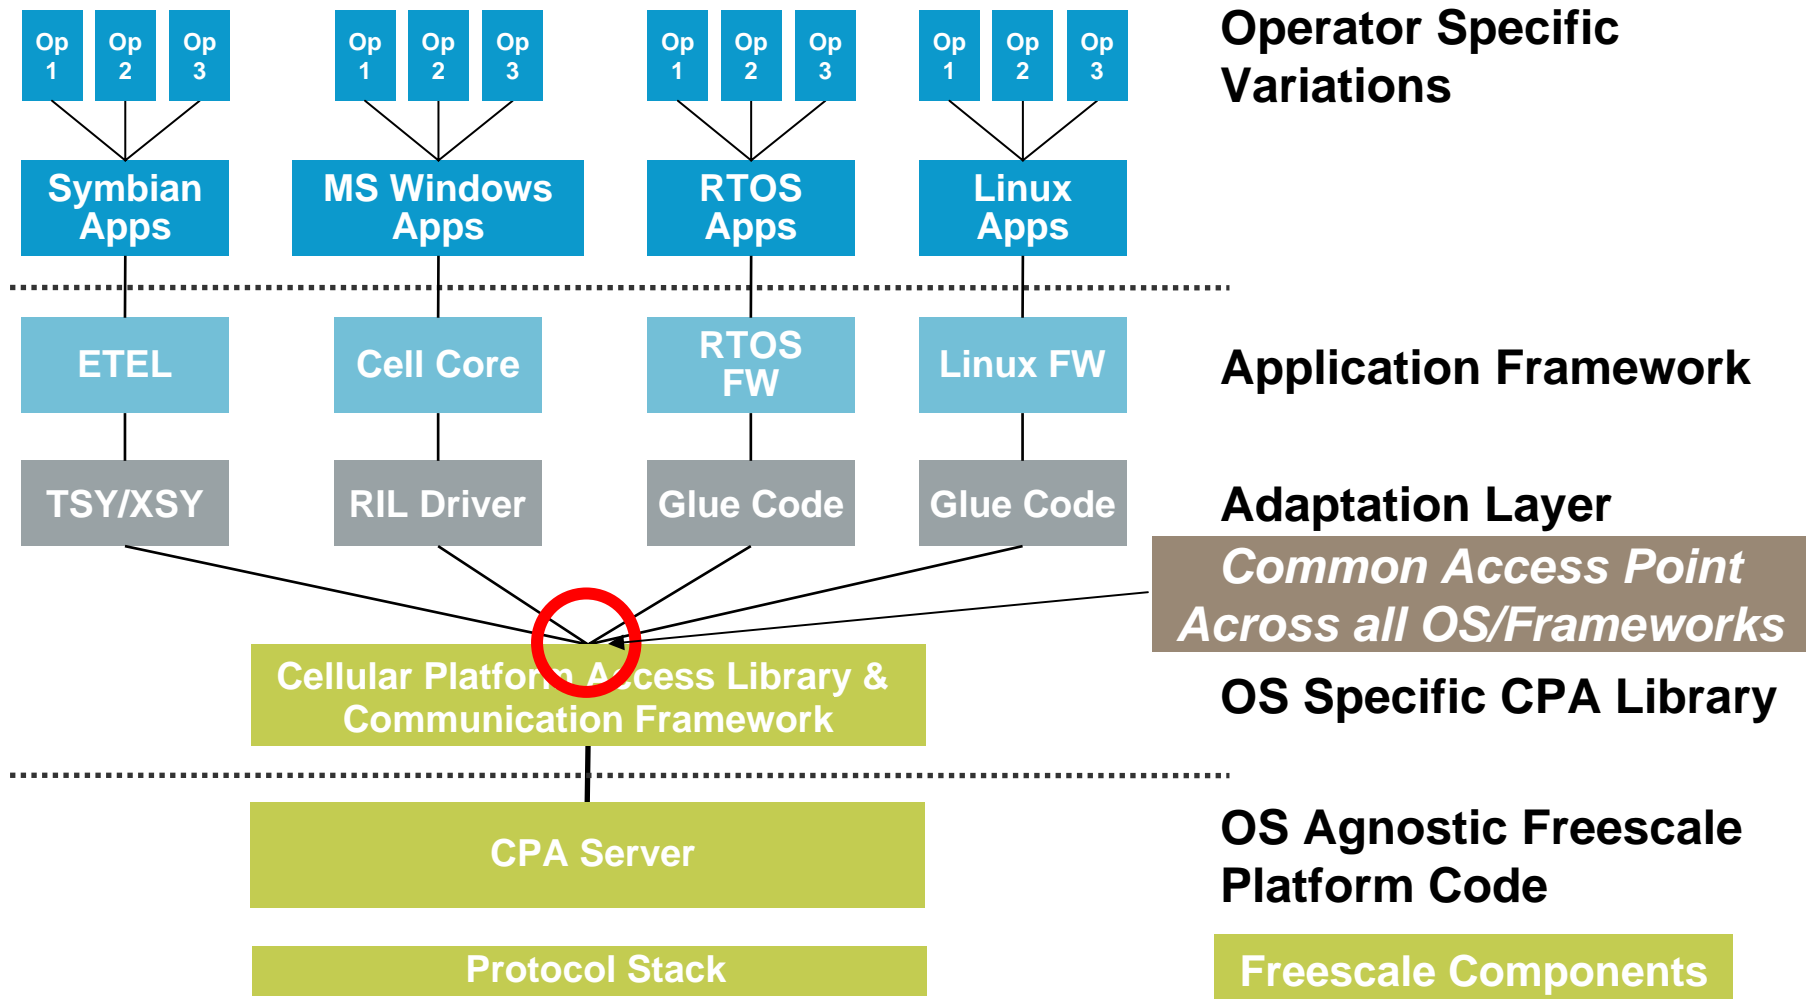 Op Op Op Op Op Op Op Op Op Op Op Op
1 2 3 1 2 3 1 2 3 1 2 3
Operator Specific
Variations
Symbian
Apps
MS Windows
Apps
RTOS
Apps
Linux
Apps
ETEL
Cell Core
RTOS
FW
Linux FW
Application Framework
TSY/XSY
RIL Driver
Glue Code
Glue Code
Adaptation Layer
Common Access Point
Across all OS/Frameworks
Cellular Platform Access Library &
Communication Framework
OS Specific CPA Library
CPA Server
OS Agnostic Freescale
Platform Code
Protocol Stack
Freescale Components